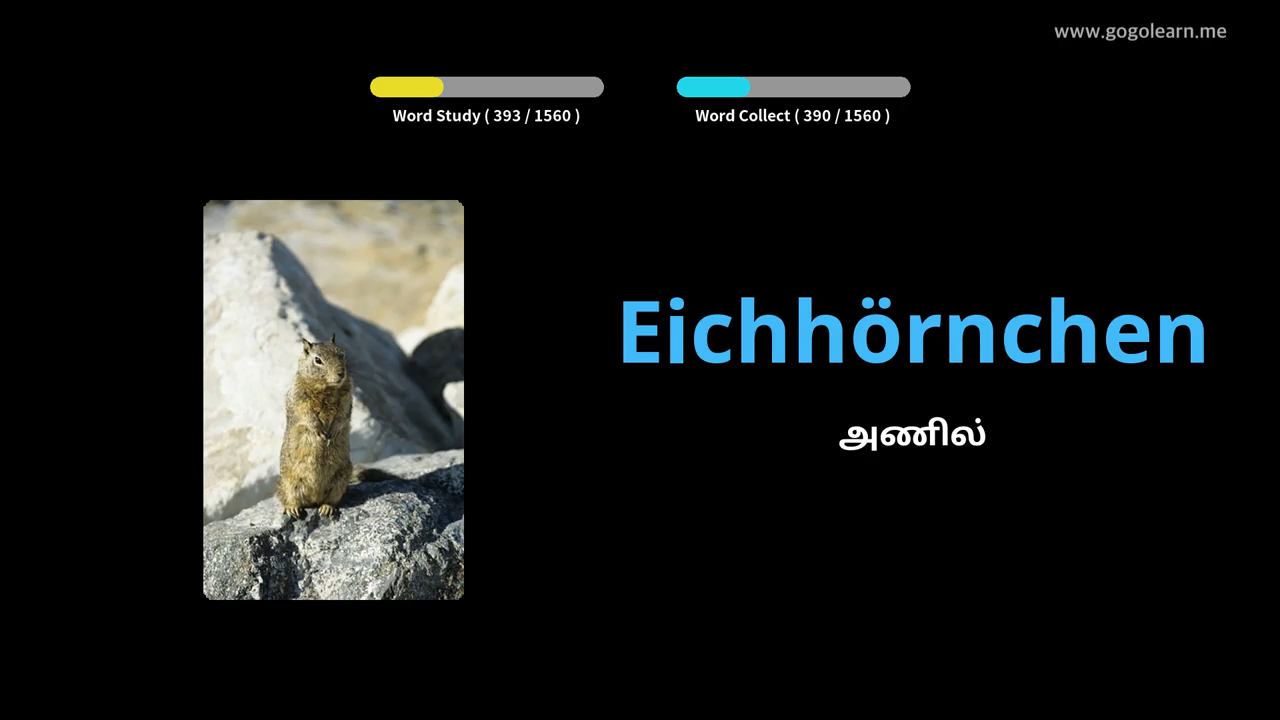 www.gogolearn.me
Word Study ( 393 / 1560 )
Word Collect ( 390 / 1560 )
Eichhörnchen
அணில்